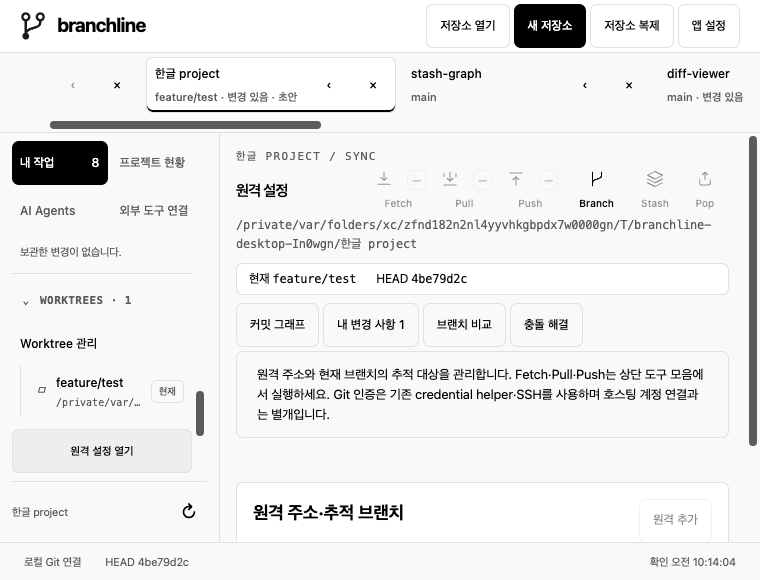 branchline
저장소 열기
새 저장소
저장소 복제
앱 설정
한글 project
feature/test · 변경 있음 · 초안
stash-graph
main
diff-viewer
main · 변경 있음
내 작업 8
프로젝트 현황
AI Agents
외부 도구 연결
보관한 변경이 없습니다.
WORKTREES · 1
Worktree 관리
feature/test
/private/var/…
현재
원격 설정 열기
한글 project
한글 PROJECT / SYNC
원격 설정
Fetch
Pull
Push
Branch
Stash
Pop
/private/var/folders/xc/zfnd182n2nl4yyvhkgbpdx7w0000gn/T/branchline-
desktop-In0wgn/한글 project
현재 feature/test HEAD 4be79d2c
커밋 그래프
내 변경 사항 1
브랜치 비교
충돌 해결
원격 주소와 현재 브랜치의 추적 대상을 관리합니다. Fetch·Pull·Push는 상단 도구 모음에
서 실행하세요. Git 인증은 기존 credential helper·SSH를 사용하며 호스팅 계정 연결과
는 별개입니다.
원격 주소·추적 브랜치
원격 추가
로컬 Git 연결
HEAD 4be79d2c
확인 오전 10:14:04